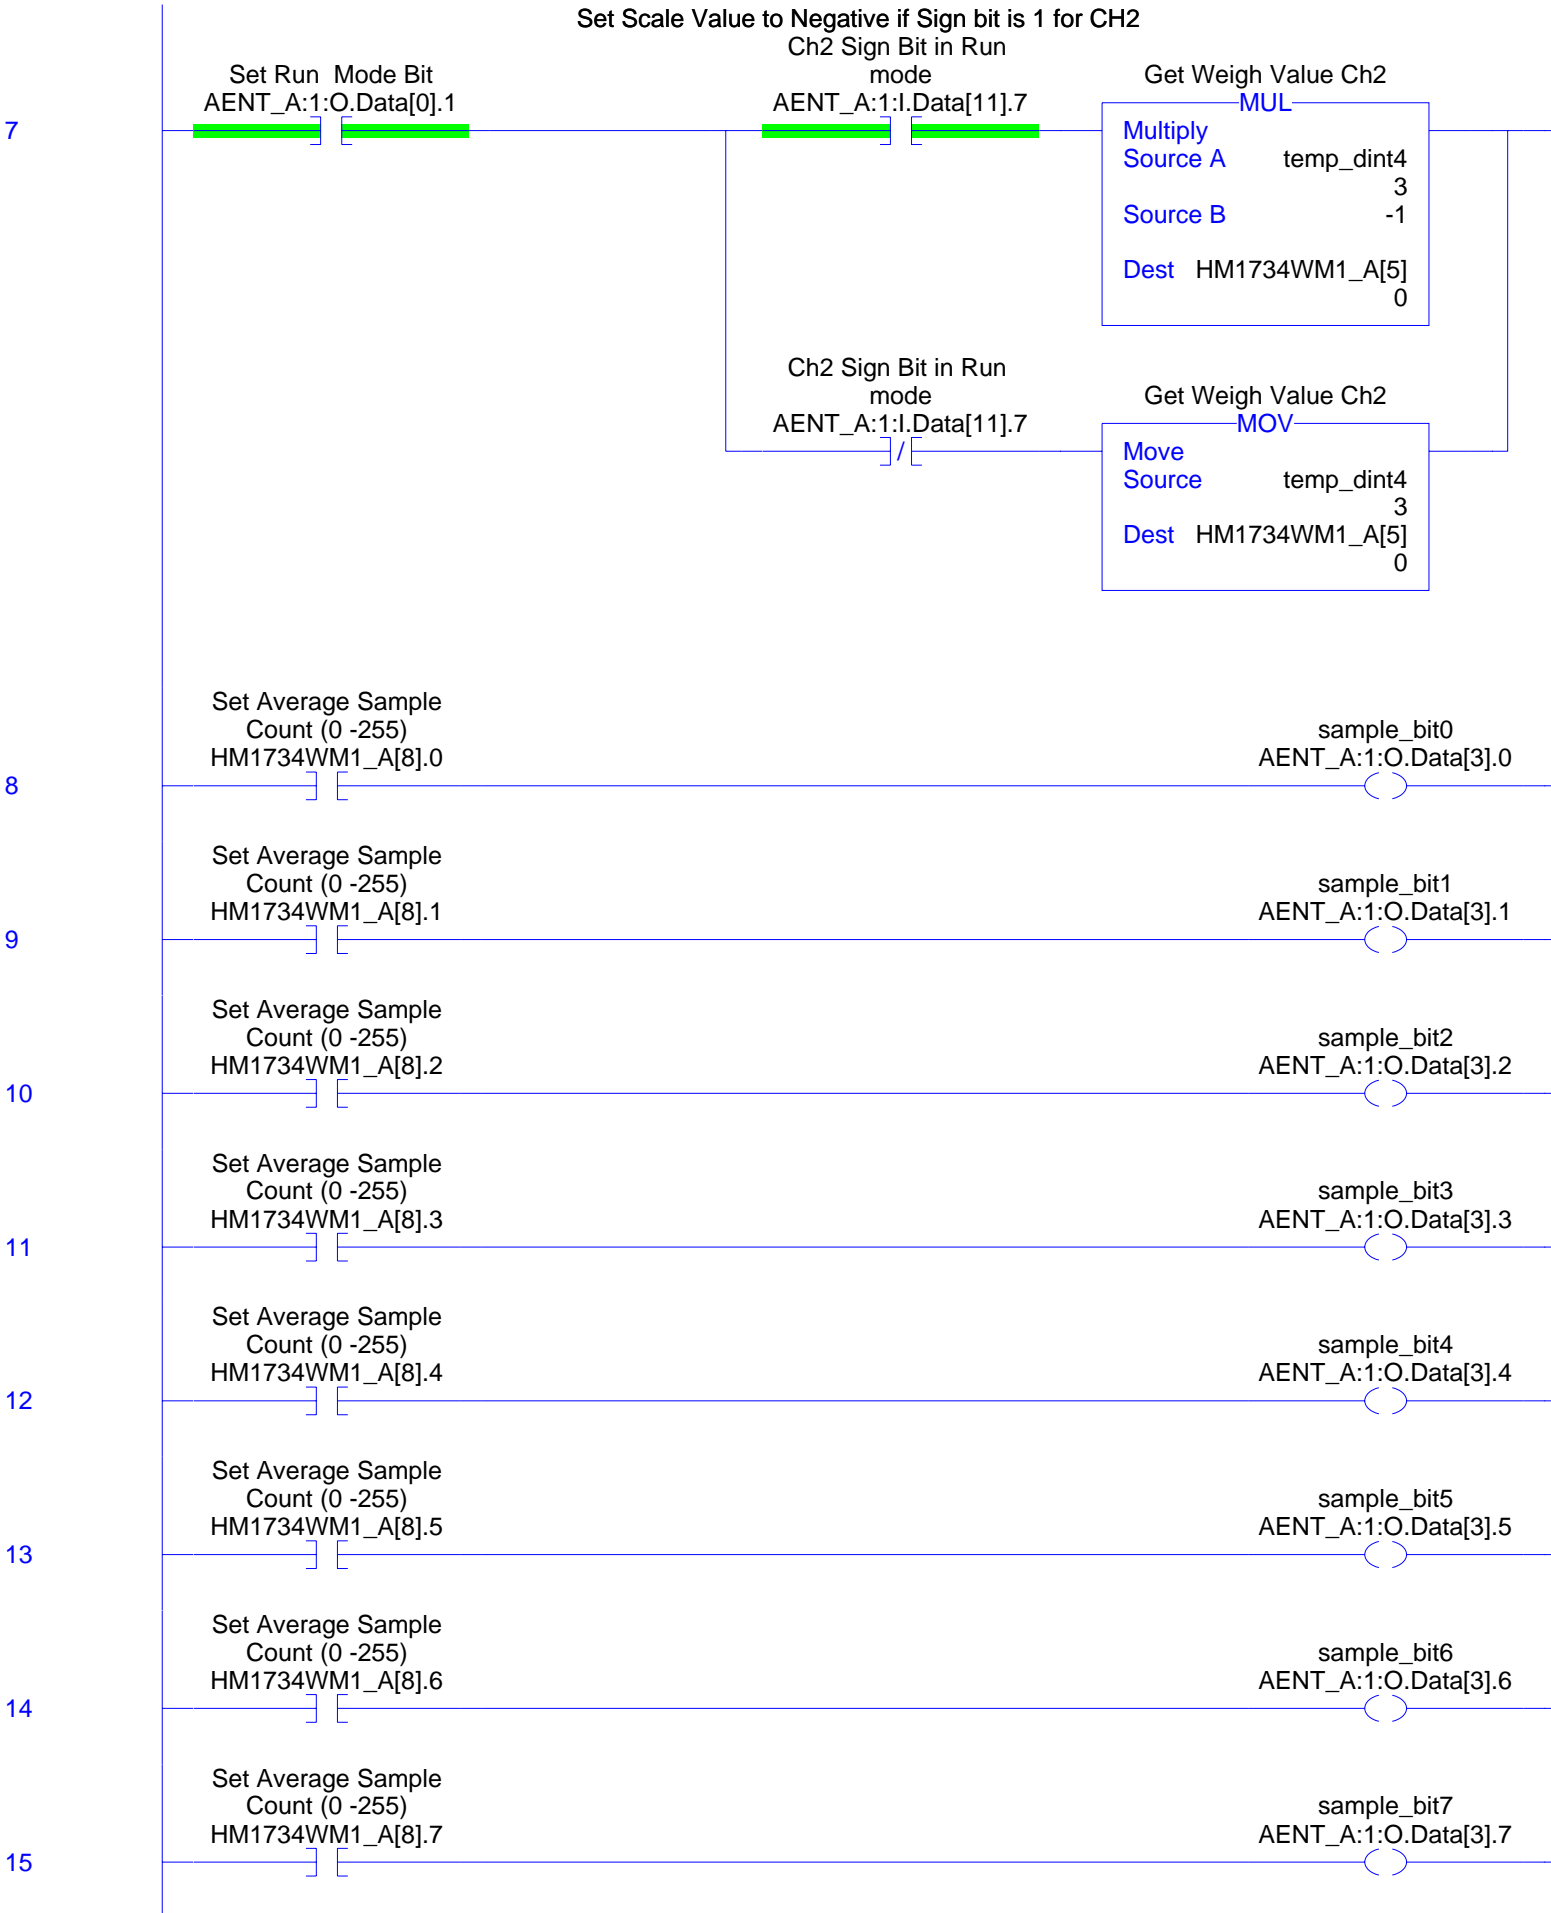 Set Scale Value to Negative if Sign bit is 1 for CH2
Set Run  Mode Bit
AENT_A:1:O.Data[0].1
Ch2 Sign Bit in Run
mode
AENT_A:1:I.Data[11].7
Get Weigh Value Ch2
MUL
7
Multiply
Source A temp_dint4
3
Source B -1
Dest HM1734WM1_A[5]
0
Ch2 Sign Bit in Run
mode
AENT_A:1:I.Data[11].7
/
Get Weigh Value Ch2
MOV
Move
Source temp_dint4
3
Dest HM1734WM1_A[5]
0
Set Average Sample
Count (0 -255)
HM1734WM1_A[8].0
sample_bit0
AENT_A:1:O.Data[3].0
8
Set Average Sample
Count (0 -255)
HM1734WM1_A[8].1
sample_bit1
AENT_A:1:O.Data[3].1
9
Set Average Sample
Count (0 -255)
HM1734WM1_A[8].2
sample_bit2
AENT_A:1:O.Data[3].2
10
Set Average Sample
Count (0 -255)
HM1734WM1_A[8].3
sample_bit3
AENT_A:1:O.Data[3].3
11
Set Average Sample
Count (0 -255)
HM1734WM1_A[8].4
sample_bit4
AENT_A:1:O.Data[3].4
12
Set Average Sample
Count (0 -255)
HM1734WM1_A[8].5
sample_bit5
AENT_A:1:O.Data[3].5
13
Set Average Sample
Count (0 -255)
HM1734WM1_A[8].6
sample_bit6
AENT_A:1:O.Data[3].6
14
Set Average Sample
Count (0 -255)
HM1734WM1_A[8].7
sample_bit7
AENT_A:1:O.Data[3].7
15